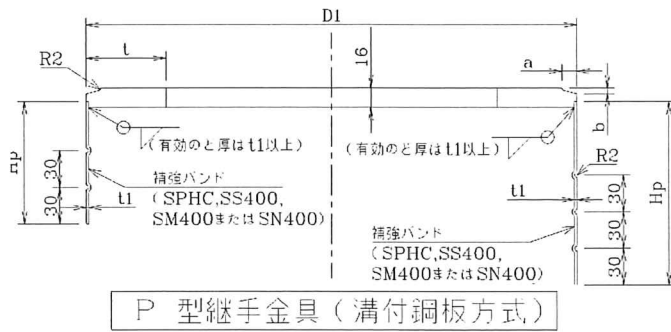 D1
t
16
a
R2
b
(有効のど厚はt1以上)
(有効のど厚はt1以上)
Hp
30
30
t1
補強バンド
(SPHC,SS400,
SM400またはSN400)
R2
t1
30
30
30
Hp
補強バンド
(SPHC,SS400,
SM400またはSN400)
P 型継手金具(溝付鋼板方式)